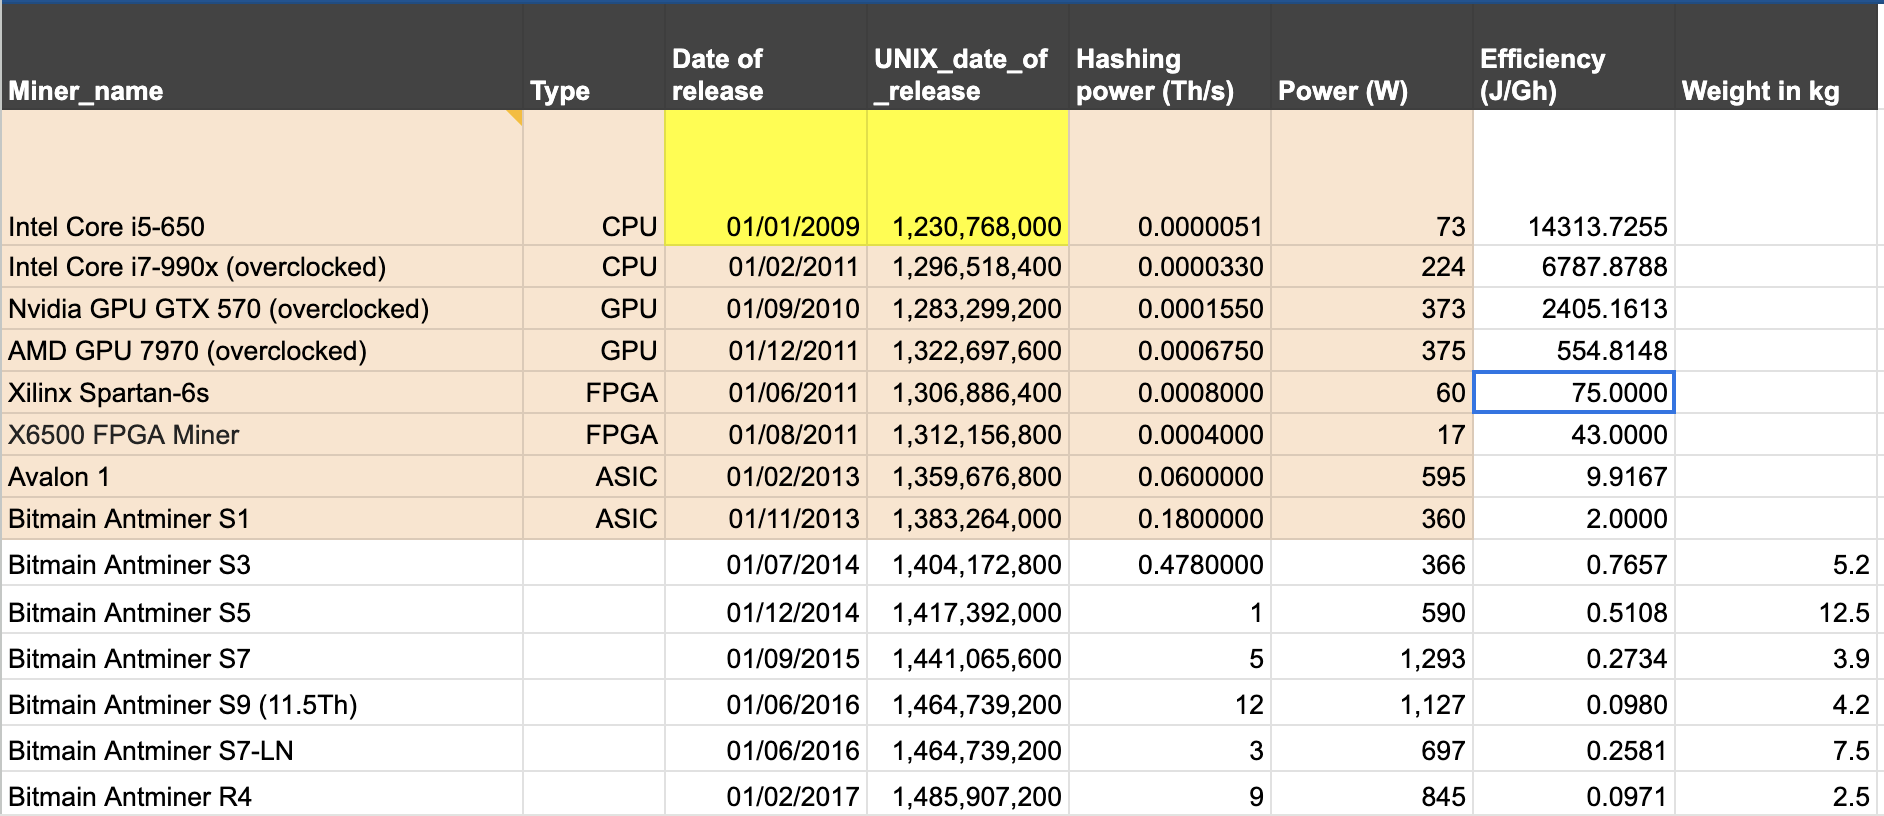 Miner_name Type Date of release UNIX_date_of_release Hashing power (Th/s) Power (W) Efficiency (J/Gh) Weight in kg
Intel Core i5-650 CPU 01/01/2009 1,230,768,000 0.0000051 73 14313.7255
Intel Core i7-990x (overclocked) CPU 01/02/2011 1,296,518,400 0.0000330 224 6787.8788
Nvidia GPU GTX 570 (overclocked) GPU 01/09/2010 1,283,299,200 0.0001550 373 2405.1613
AMD GPU 7970 (overclocked) GPU 01/12/2011 1,322,697,600 0.0006750 375 554.8148
Xilinx Spartan-6s FPGA 01/06/2011 1,306,886,400 0.0008000 60 75.0000
X6500 FPGA Miner FPGA 01/08/2011 1,312,156,800 0.0004000 17 43.0000
Avalon 1 ASIC 01/02/2013 1,359,676,800 0.0600000 595 9.9167
Bitmain Antminer S1 ASIC 01/11/2013 1,383,264,000 0.1800000 360 2.0000
Bitmain Antminer S3 01/07/2014 1,404,172,800 0.4780000 366 0.7657 5.2
Bitmain Antminer S5 01/12/2014 1,417,392,000 1 590 0.5108 12.5
Bitmain Antminer S7 01/09/2015 1,441,065,600 5 1,293 0.2734 3.9
Bitmain Antminer S9 (11.5Th) 01/06/2016 1,464,739,200 12 1,127 0.0980 4.2
Bitmain Antminer S7-LN 01/06/2016 1,464,739,200 3 697 0.2581 7.5
Bitmain Antminer R4 01/02/2017 1,485,907,200 9 845 0.0971 2.5